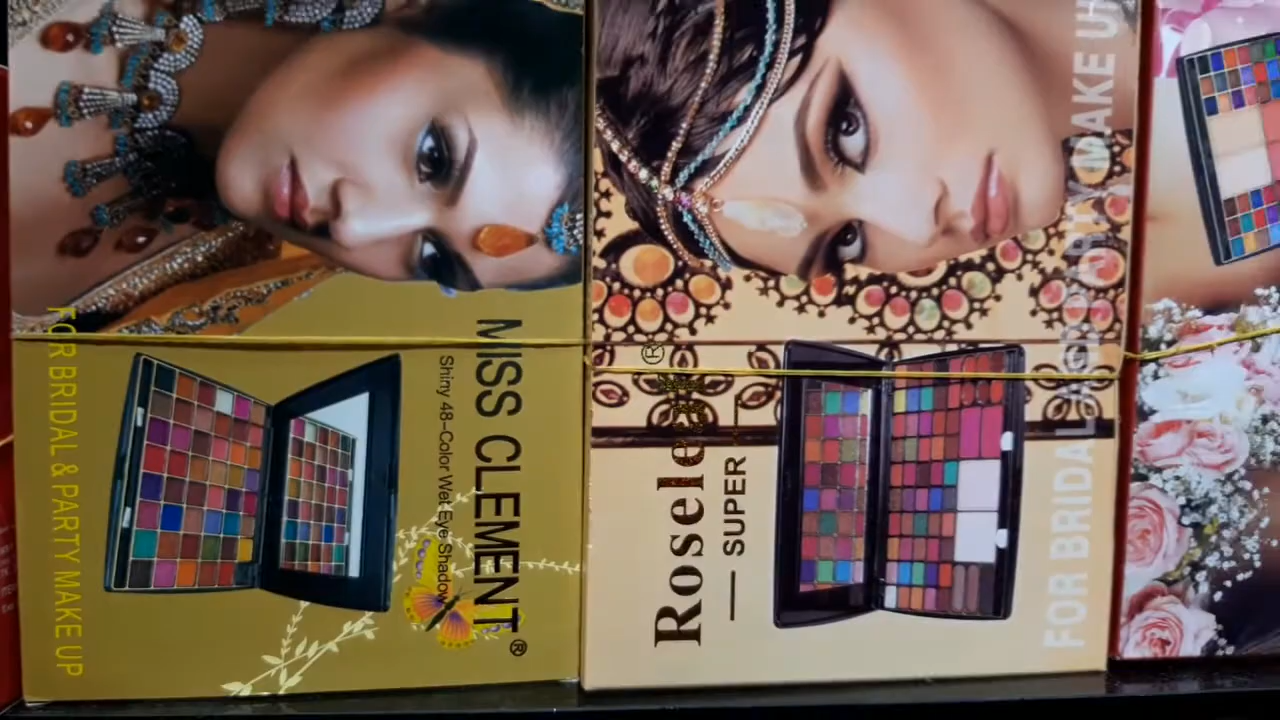 MISS CLEMENT®
Shiny 48-Color Wet Eye Shadow
FOR BRIDAL & PARTY MAKE UP
®
SUPER
FOR BRIDAL AND PARTY MAKE UP